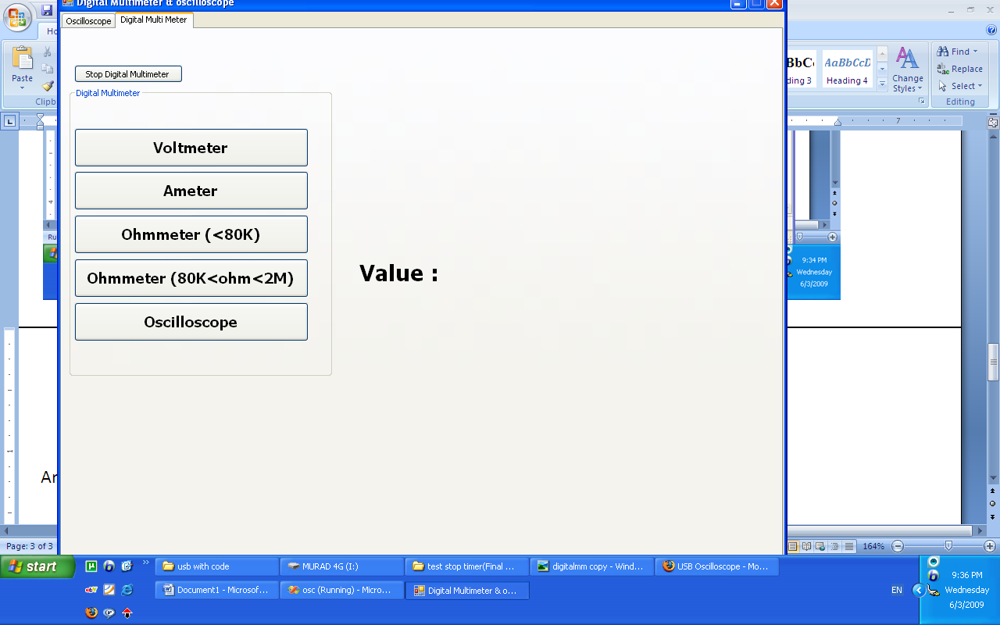 Digital Multimeter & oscilloscope
Oscilloscope
Digital Multi Meter
Stop Digital Multimeter
Digital Multimeter
Voltmeter
Ameter
Ohmmeter (<80K)
Ohmmeter (80K<ohm<2M)
Oscilloscope
Value :
Paste
Clipb
BbC
AaBbCcD
ding 3
Heading 4
Change
Styles
Find
Replace
Select
Editing
7
9:34 PM
Wednesday
6/3/2009
Ru
1
Ar
Page: 3 of 3
164%
start
usb with code
MURAD 4G (I:)
test stop timer(Final ...
digitalmm copy - Wind...
USB Oscilloscope - Mo...
Document1 - Microsof...
osc (Running) - Micro...
Digital Multimeter & o...
EN
9:36 PM
Wednesday
6/3/2009